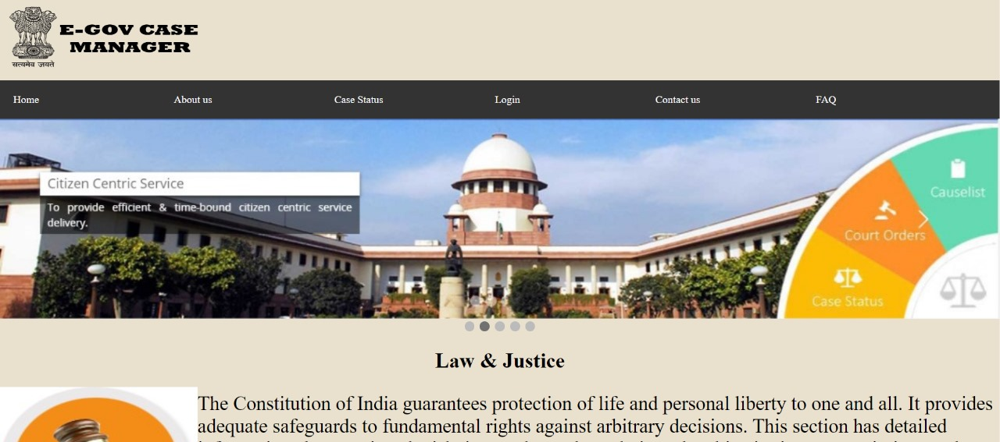 सत्यमेव जयते
E-GOV CASE
MANAGER
Home About us Case Status Login Contact us FAQ
Citizen Centric Service
To provide efficient & time-bound citizen centric service
delivery.
Causelist
Court Orders
Case Status
Law & Justice
The Constitution of India guarantees protection of life and personal liberty to one and all. It provides
adequate safeguards to fundamental rights against arbitrary decisions. This section has detailed